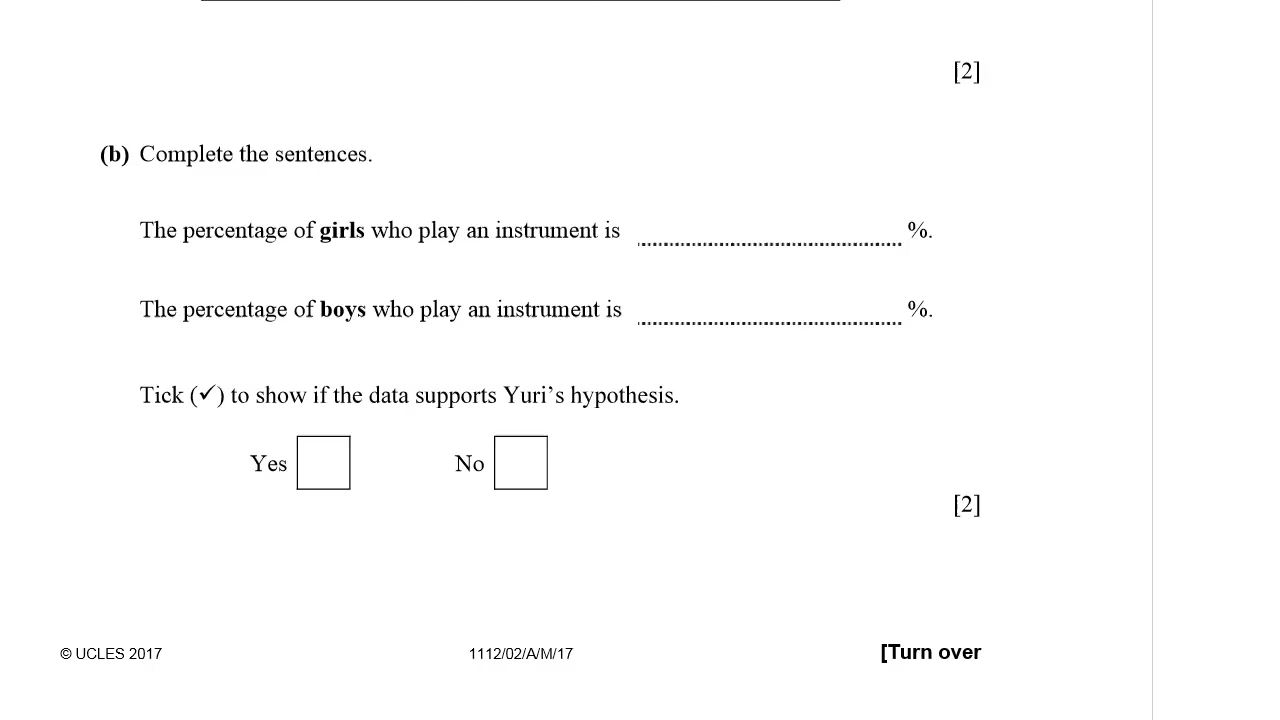 [2]
(b) Complete the sentences.
The percentage of girls who play an instrument is ........................................ %.
The percentage of boys who play an instrument is ........................................ %.
Tick (✓) to show if the data supports Yuri’s hypothesis.
Yes No
[2]
© UCLES 2017 1112/02/A/M/17 [Turn over